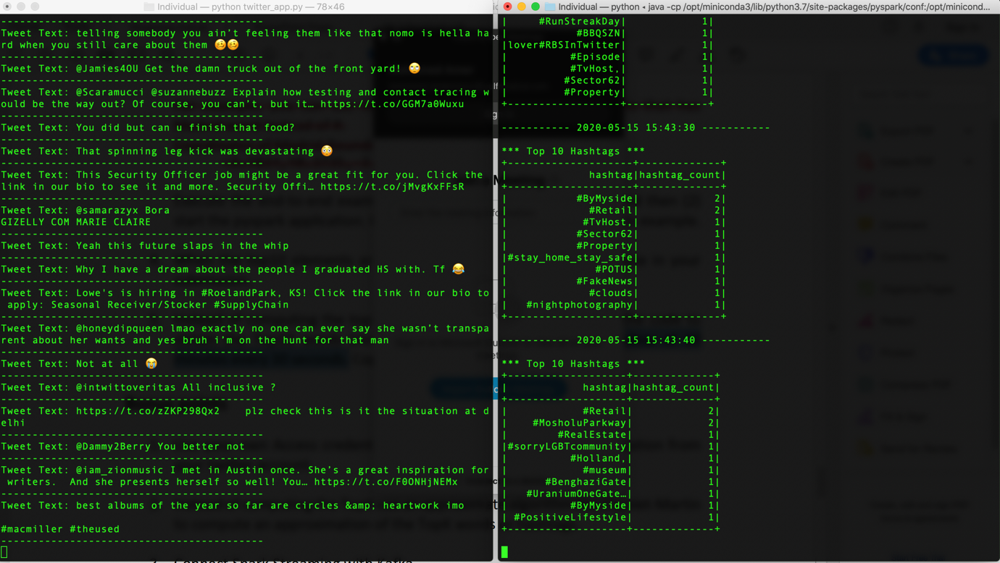 Individual — python twitter_app.py — 78×46
----------------------------------------
Tweet Text: telling somebody you ain't feeling them like that nomo is hella ha
rd when you still care about them 🥴🥴
----------------------------------------
Tweet Text: @Jamies4OU Get the damn truck out of the front yard! 🙄
----------------------------------------
Tweet Text: @Scaramucci @suzannebuzz Explain how testing and contact tracing w
ould be the way out? Of course, you can't, but it… https://t.co/GGM7a0Wuxu
----------------------------------------
Tweet Text: You did but can u finish that food?
----------------------------------------
Tweet Text: That spinning leg kick was devastating 😳
----------------------------------------
Tweet Text: This Security Officer job might be a great fit for you. Click the
link in our bio to see it and more. Security Offi… https://t.co/jMvgKxFFsR
----------------------------------------
Tweet Text: @samarazyx Bora
GIZELLY COM MARIE CLAIRE
----------------------------------------
Tweet Text: Yeah this future slaps in the whip
----------------------------------------
Tweet Text: Why I have a dream about the people I graduated HS with. Tf 😂
----------------------------------------
Tweet Text: Lowe's is hiring in #RoelandPark, KS! Click the link in our bio to
 apply: Seasonal Receiver/Stocker #SupplyChain
----------------------------------------
Tweet Text: @honeydipqueen lmao exactly no one can ever say she wasn't transpa
rent about her wants and yes bruh i'm on the hunt for that man
----------------------------------------
Tweet Text: Not at all 😭
----------------------------------------
Tweet Text: @intwittoveritas All inclusive ?
----------------------------------------
Tweet Text: https://t.co/zZKP298Qx2    plz check this is it the situation at d
elhi
----------------------------------------
Tweet Text: @Dammy2Berry You better not
----------------------------------------
Tweet Text: @iam_zionmusic I met in Austin once. She's a great inspiration for
 writers.  And she presents herself so well! You… https://t.co/F0ONHjNEMx
----------------------------------------
Tweet Text: best albums of the year so far are circles &amp; heartwork imo
#macmiller #theused
----------------------------------------
Individual — python ◂ java -cp /opt/miniconda3/lib/python3.7/site-packages/pyspark/conf:/opt/minicond...
|     #RunStreakDay|            1|
|           #BBQSZN|            1|
|lover#RBSInTwitter|            1|
|          #Episode|            1|
|          #TvHost,|            1|
|         #Sector62|            1|
|         #Property|            1|
+------------------+-------------+
----------- 2020-05-15 15:43:30 -----------
*** Top 10 Hashtags ***
+--------------------+-------------+
|             hashtag|hashtag_count|
+--------------------+-------------+
|           #ByMyside|            2|
|             #Retail|            2|
|            #TvHost,|            1|
|           #Sector62|            1|
|           #Property|            1|
|#stay_home_stay_safe|            1|
|              #POTUS|            1|
|           #FakeNews|            1|
|             #clouds|            1|
|   #nightphotography|            1|
+--------------------+-------------+
----------- 2020-05-15 15:43:40 -----------
*** Top 10 Hashtags ***
+-------------------+-------------+
|            hashtag|hashtag_count|
+-------------------+-------------+
|            #Retail|            2|
|    #MosholuParkway|            2|
|        #RealEstate|            1|
|#sorryLGBTcommunity|            1|
|          #Holland,|            1|
|            #museum|            1|
|      #BenghaziGate|            1|
|   #UraniumOneGate…|            1|
|          #ByMyside|            1|
| #PositiveLifestyle|            1|
+-------------------+-------------+